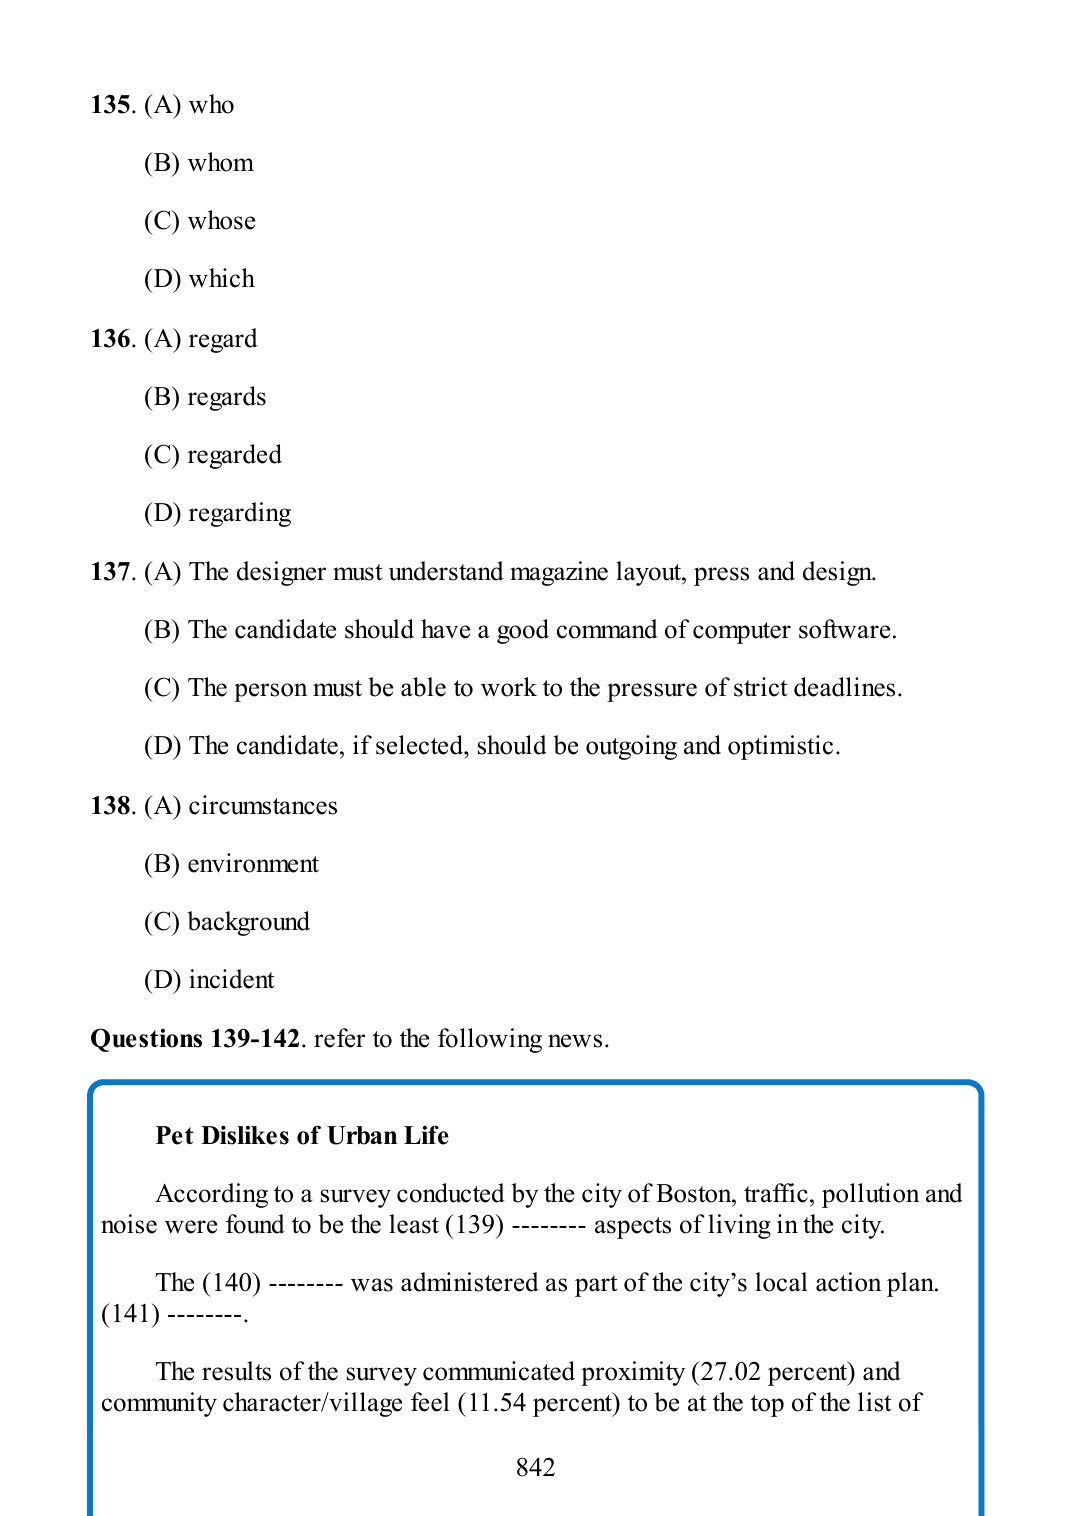 135. (A) who
(B) whom
(C) whose
(D) which
136. (A) regard
(B) regards
(C) regarded
(D) regarding
137. (A) The designer must understand magazine layout, press and design.
(B) The candidate should have a good command of computer software.
(C) The person must be able to work to the pressure of strict deadlines.
(D) The candidate, if selected, should be outgoing and optimistic.
138. (A) circumstances
(B) environment
(C) background
(D) incident
Questions 139-142. refer to the following news.
Pet Dislikes of Urban Life
According to a survey conducted by the city of Boston, traffic, pollution and
noise were found to be the least (139) -------- aspects of living in the city.
The (140) -------- was administered as part of the city’s local action plan.
(141) --------.
The results of the survey communicated proximity (27.02 percent) and
community character/village feel (11.54 percent) to be at the top of the list of
842